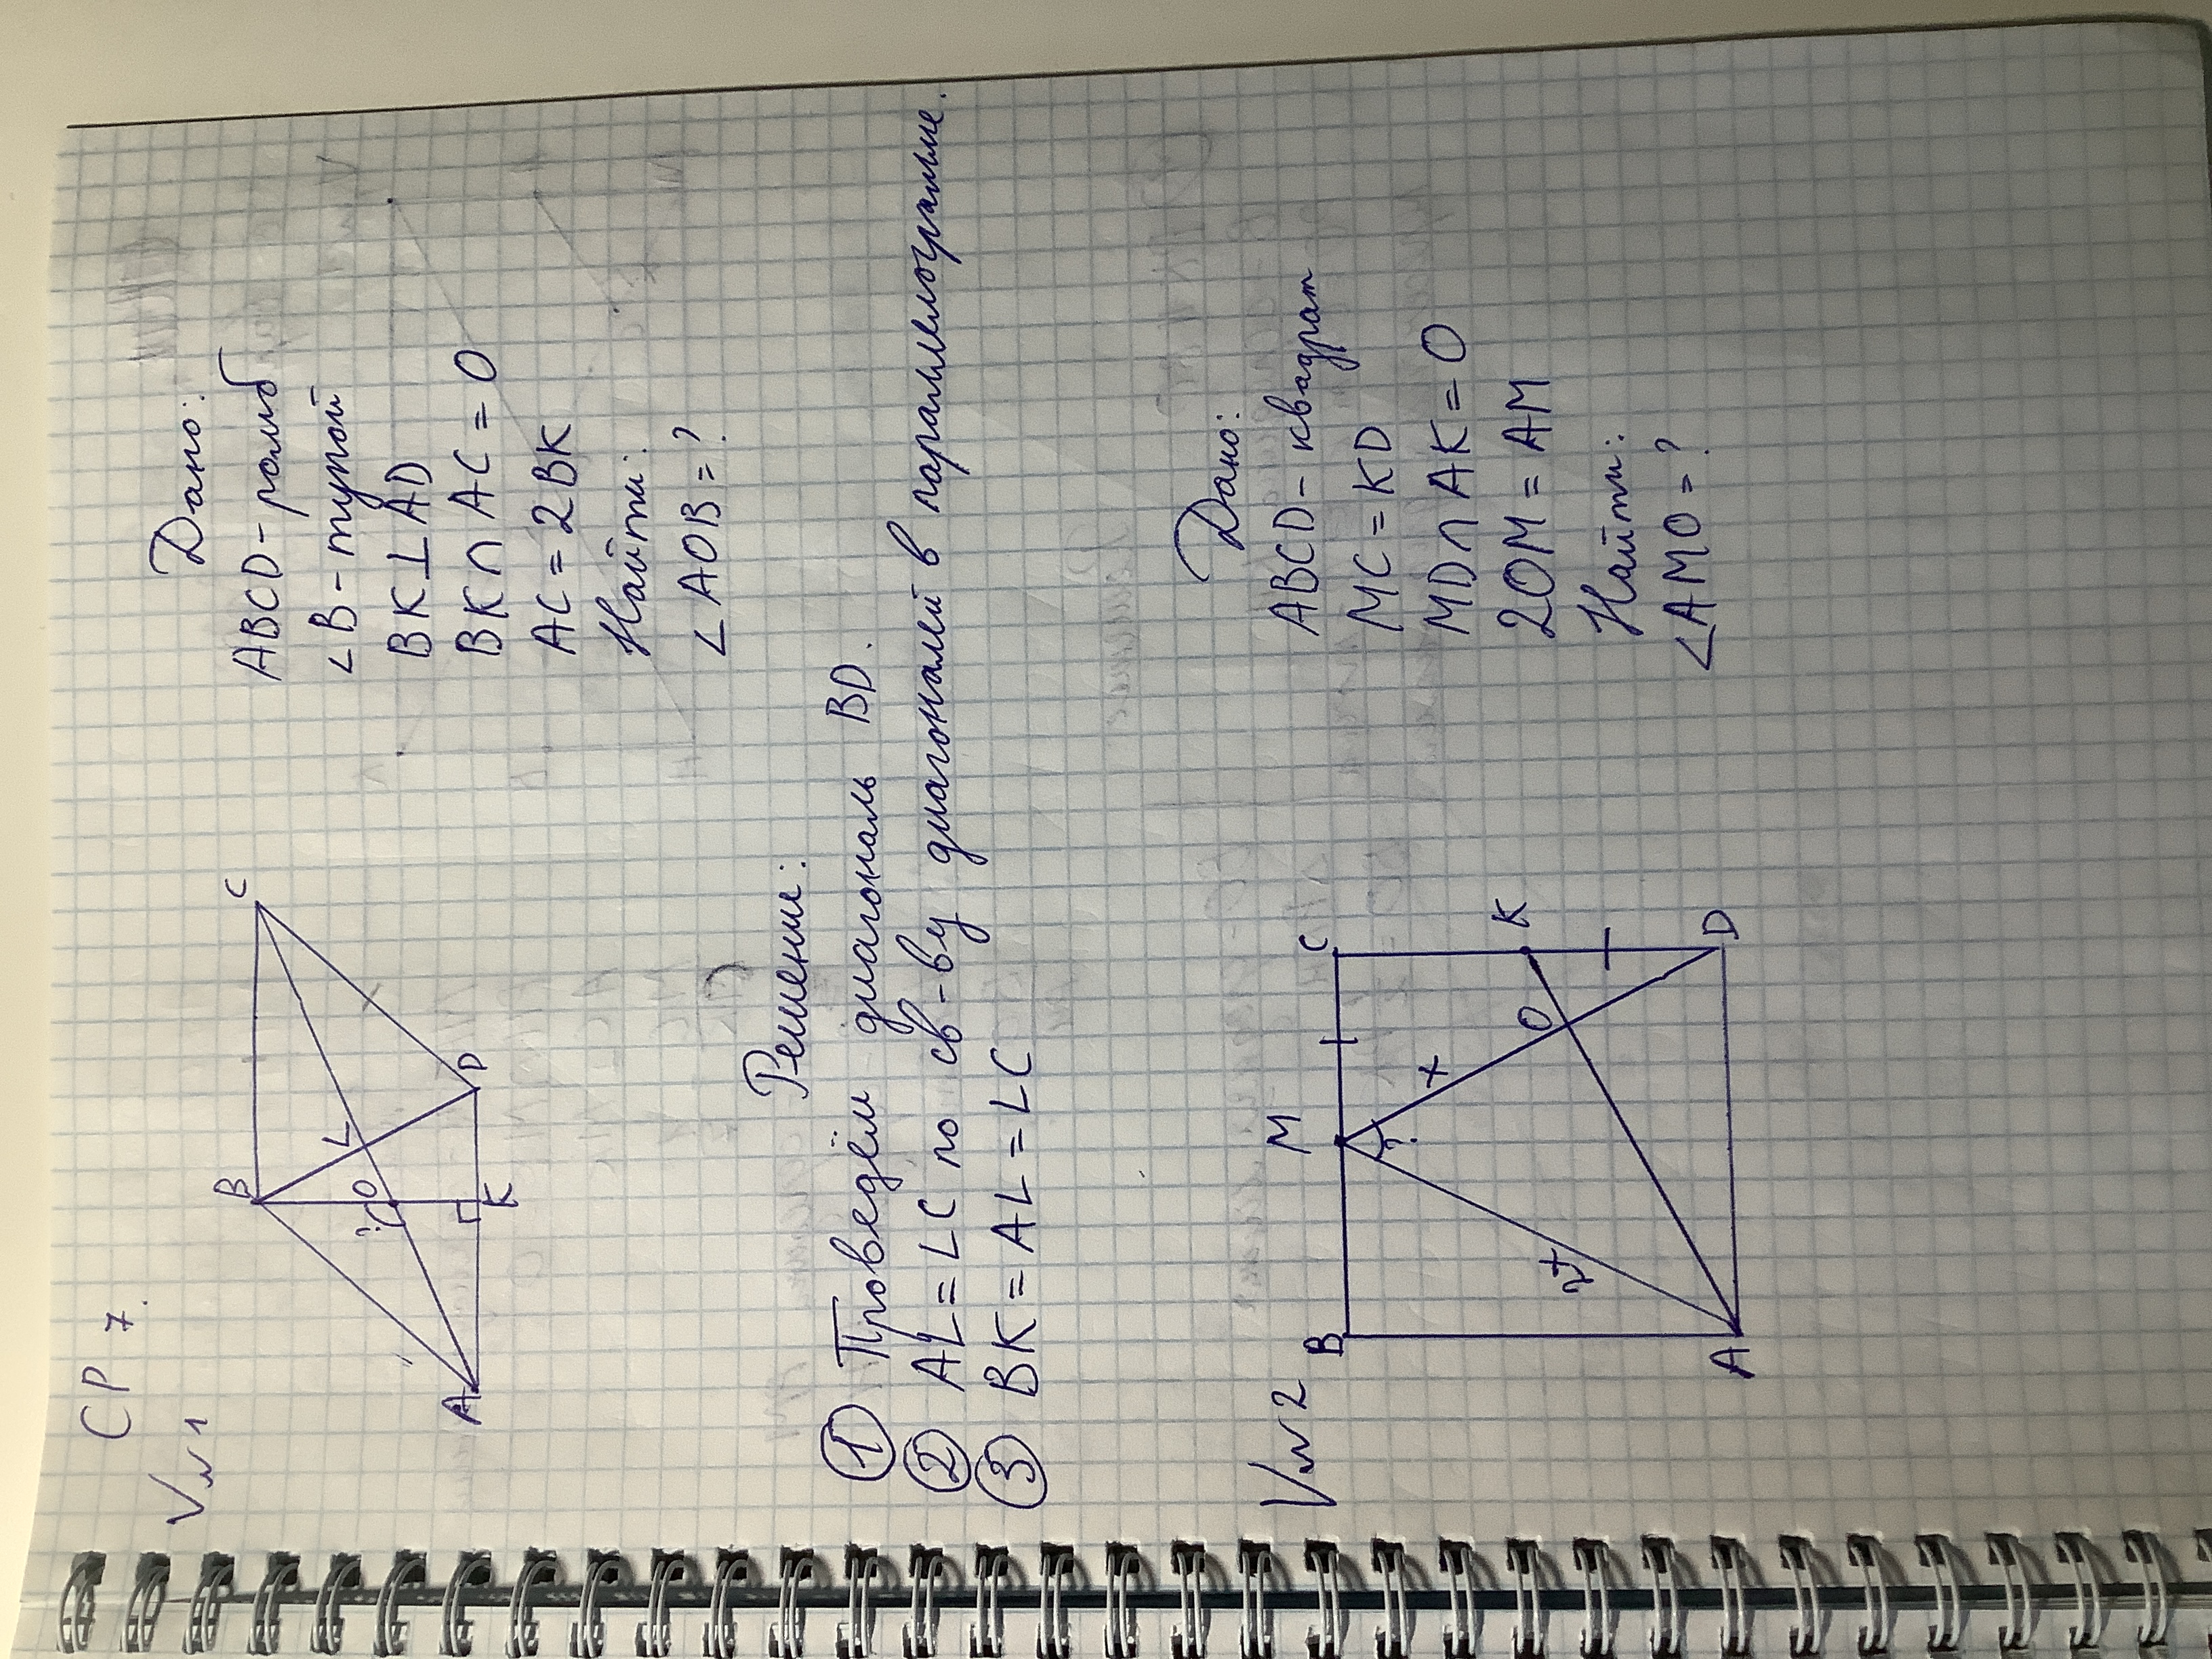 СР 7.
V№1
B
C
L
?
O
A
K
D
Дано:
ABCD - ромб
∠B - тупой
BK⊥AD
BK∩AC = O
AC = 2BK
Найти:
∠AOB = ?
Решение:
① Проведём диагональ BD.
② AL = LC по св-ву диагоналей в параллелограмме.
③ BK = AL = LC
V№2
M
B
C
?
x
2x
O
K
A
D
Дано:
ABCD - квадрат
MC = KD
MD∩AK = O
2OM = AM
Найти:
∠AMO = ?